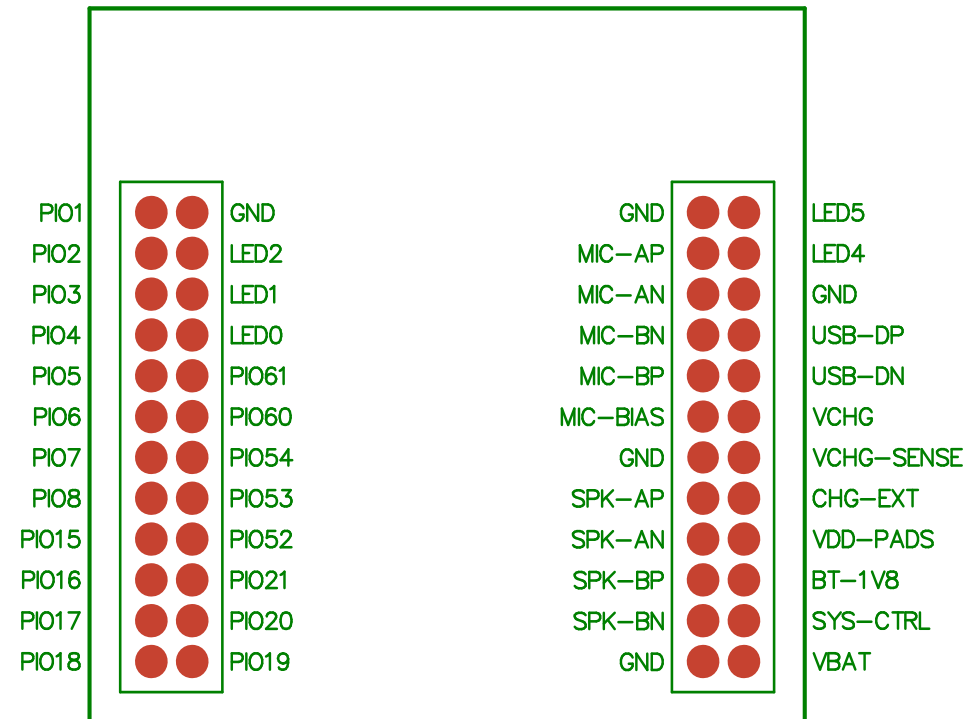 PIO1 GND GND LED5
PIO2 LED2 MIC-AP LED4
PIO3 LED1 MIC-AN GND
PIO4 LED0 MIC-BN USB-DP
PIO5 PIO61 MIC-BP USB-DN
PIO6 PIO60 MIC-BIAS VCHG
PIO7 PIO54 GND VCHG-SENSE
PIO8 PIO53 SPK-AP CHG-EXT
PIO15 PIO52 SPK-AN VDD-PADS
PIO16 PIO21 SPK-BP BT-1V8
PIO17 PIO20 SPK-BN SYS-CTRL
PIO18 PIO19 GND VBAT